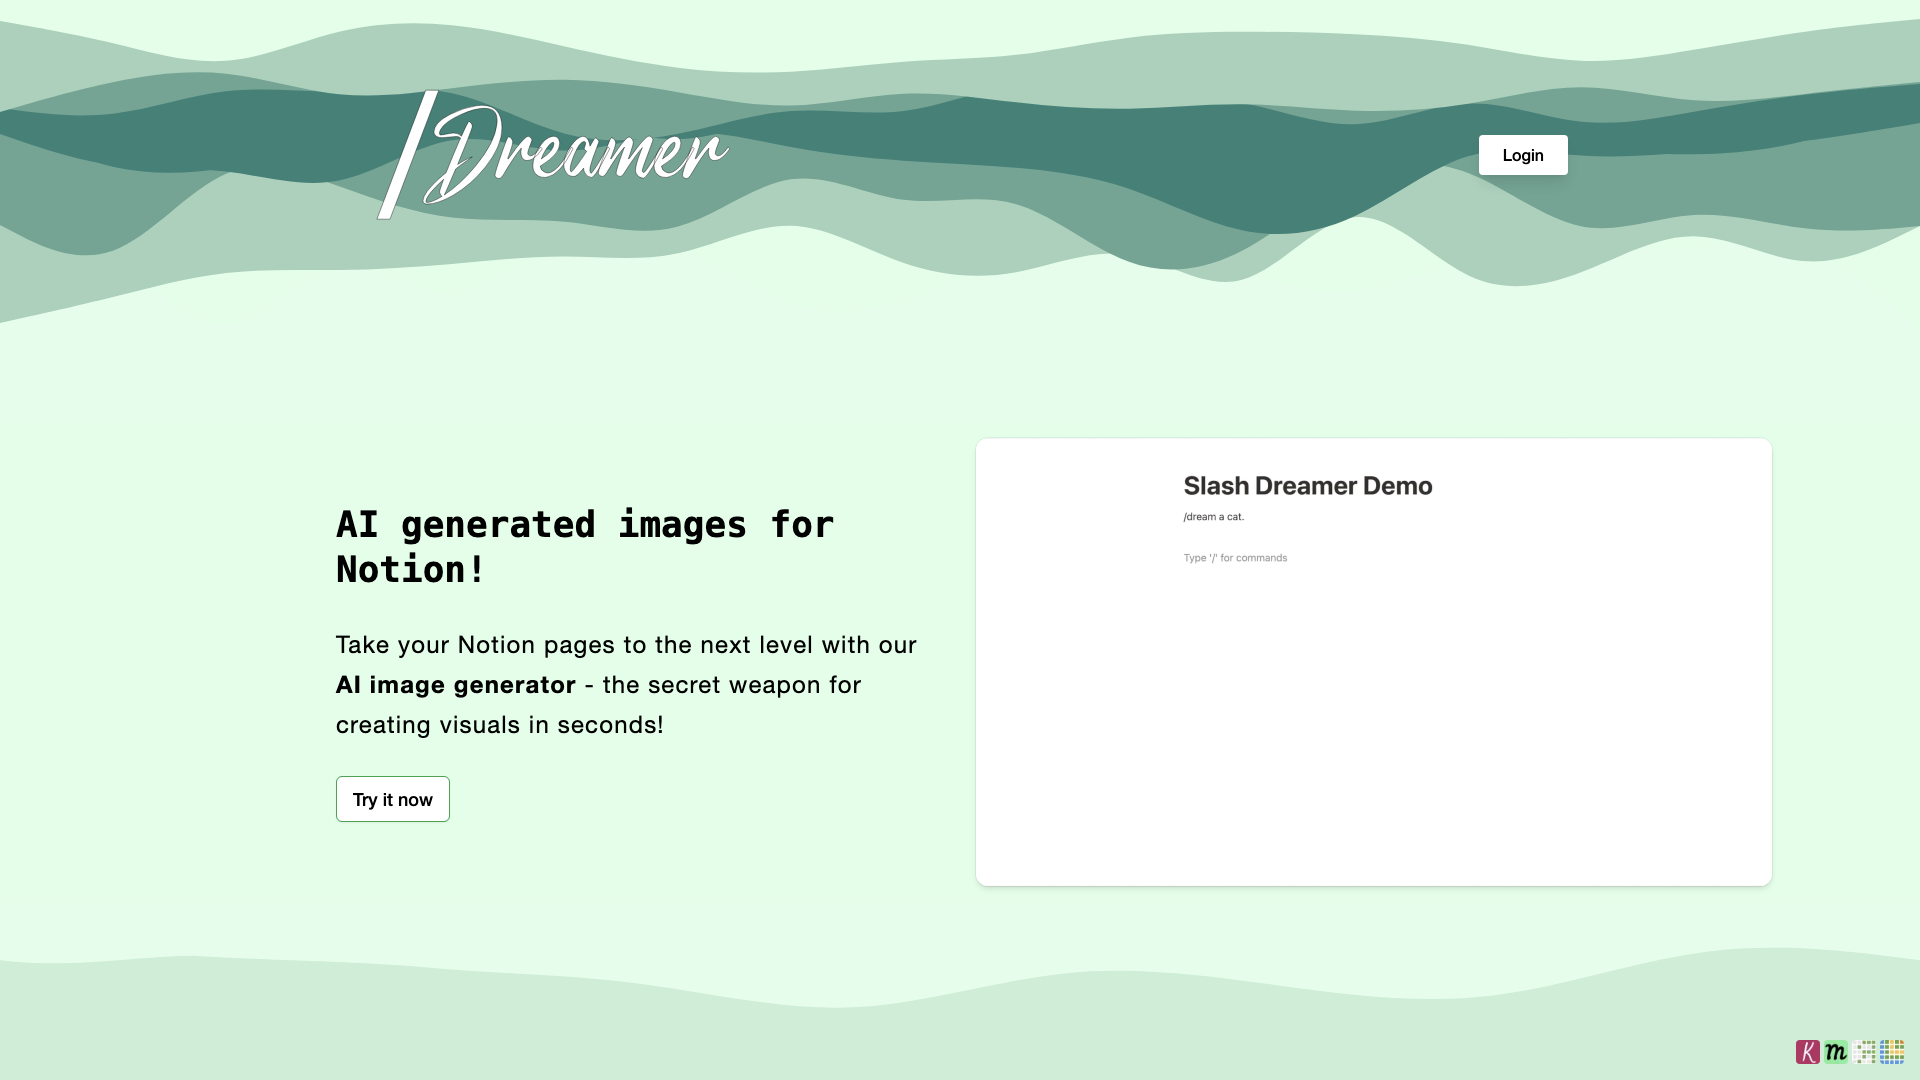 /Dreamer
Login
AI generated images for
Notion!
Take your Notion pages to the next level with our
AI image generator - the secret weapon for
creating visuals in seconds!
Try it now
Slash Dreamer Demo
/dream a cat.
Type '/' for commands
K
m